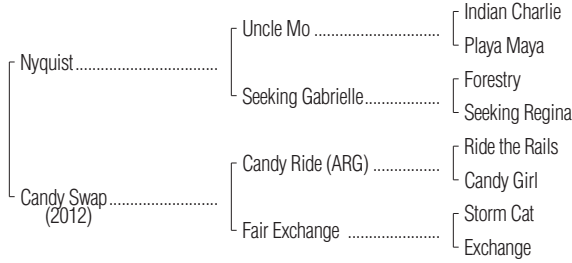 Indian Charlie
Uncle Mo ................................
Playa Maya
Nyquist..................................
Forestry
Seeking Gabrielle...................
Seeking Regina
Ride the Rails
Candy Ride (ARG) .................
Candy Girl
Candy Swap..........................
(2012)
Storm Cat
Fair Exchange .......................
Exchange